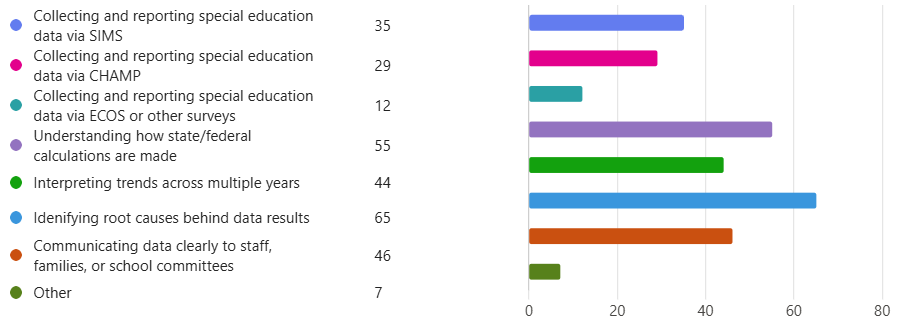 Collecting and reporting special education
data via SIMS
35
Collecting and reporting special education
data via CHAMP
29
Collecting and reporting special education
data via ECOS or other surveys
12
Understanding how state/federal
calculations are made
55
Interpreting trends across multiple years
44
Idenifying root causes behind data results
65
Communicating data clearly to staff,
families, or school committees
46
Other
7
0 20 40 60 80